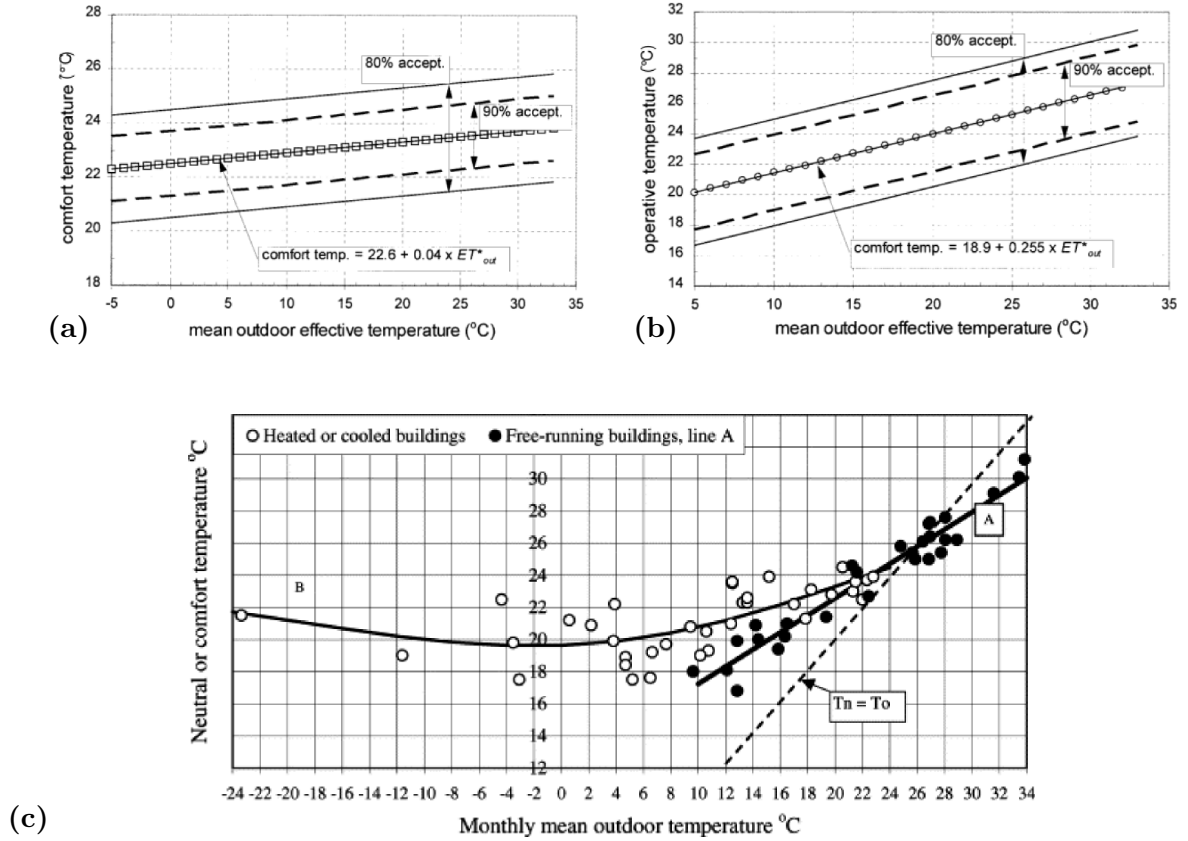 28
26
24
22
20
18
comfort temperature (°C)
80% accept.
90% accept.
comfort temp. = 22.6 + 0.04 x ET*out
-5 0 5 10 15 20 25 30 35
mean outdoor effective temperature (°C)
(a)
32
30
28
26
24
22
20
18
16
14
operative temperature (°C)
80% accept.
90% accept.
comfort temp. = 18.9 + 0.255 x ET*out
5 10 15 20 25 30 35
mean outdoor effective temperature (°C)
(b)
Neutral or comfort temperature °C
Heated or cooled buildings Free-running buildings, line A
30
28
26
24
22
20
18
16
14
12
B
A
Tn = To
-24 -22 -20 -18 -16 -14 -12 -10 -8 -6 -4 -2 0 2 4 6 8 10 12 14 16 18 20 22 24 26 28 30 32 34
Monthly mean outdoor temperature °C
(c)